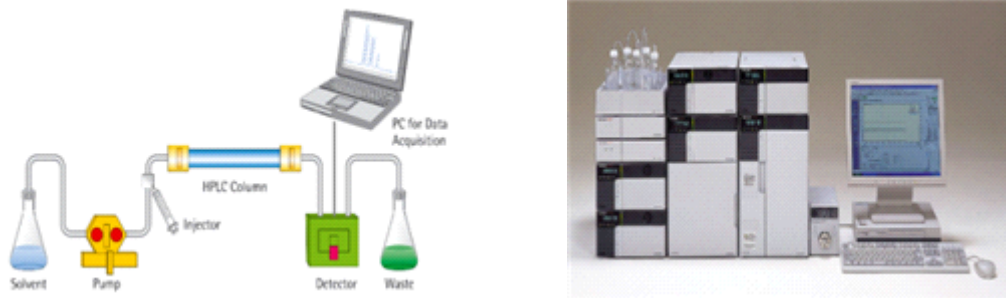 PC for Data
Acquisition
HPLC Column
Injector
Solvent
Pump
Detector
Waste